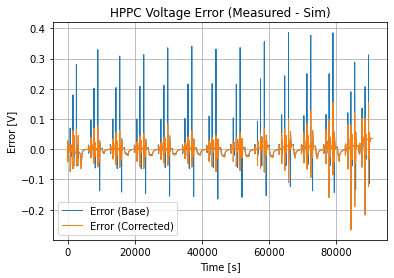 HPPC Voltage Error (Measured - Sim)
0.4
0.3
0.2
0.1
0.0
−0.1
−0.2
Error [V]
Error (Base)
Error (Corrected)
0
20000
40000
60000
80000
Time [s]